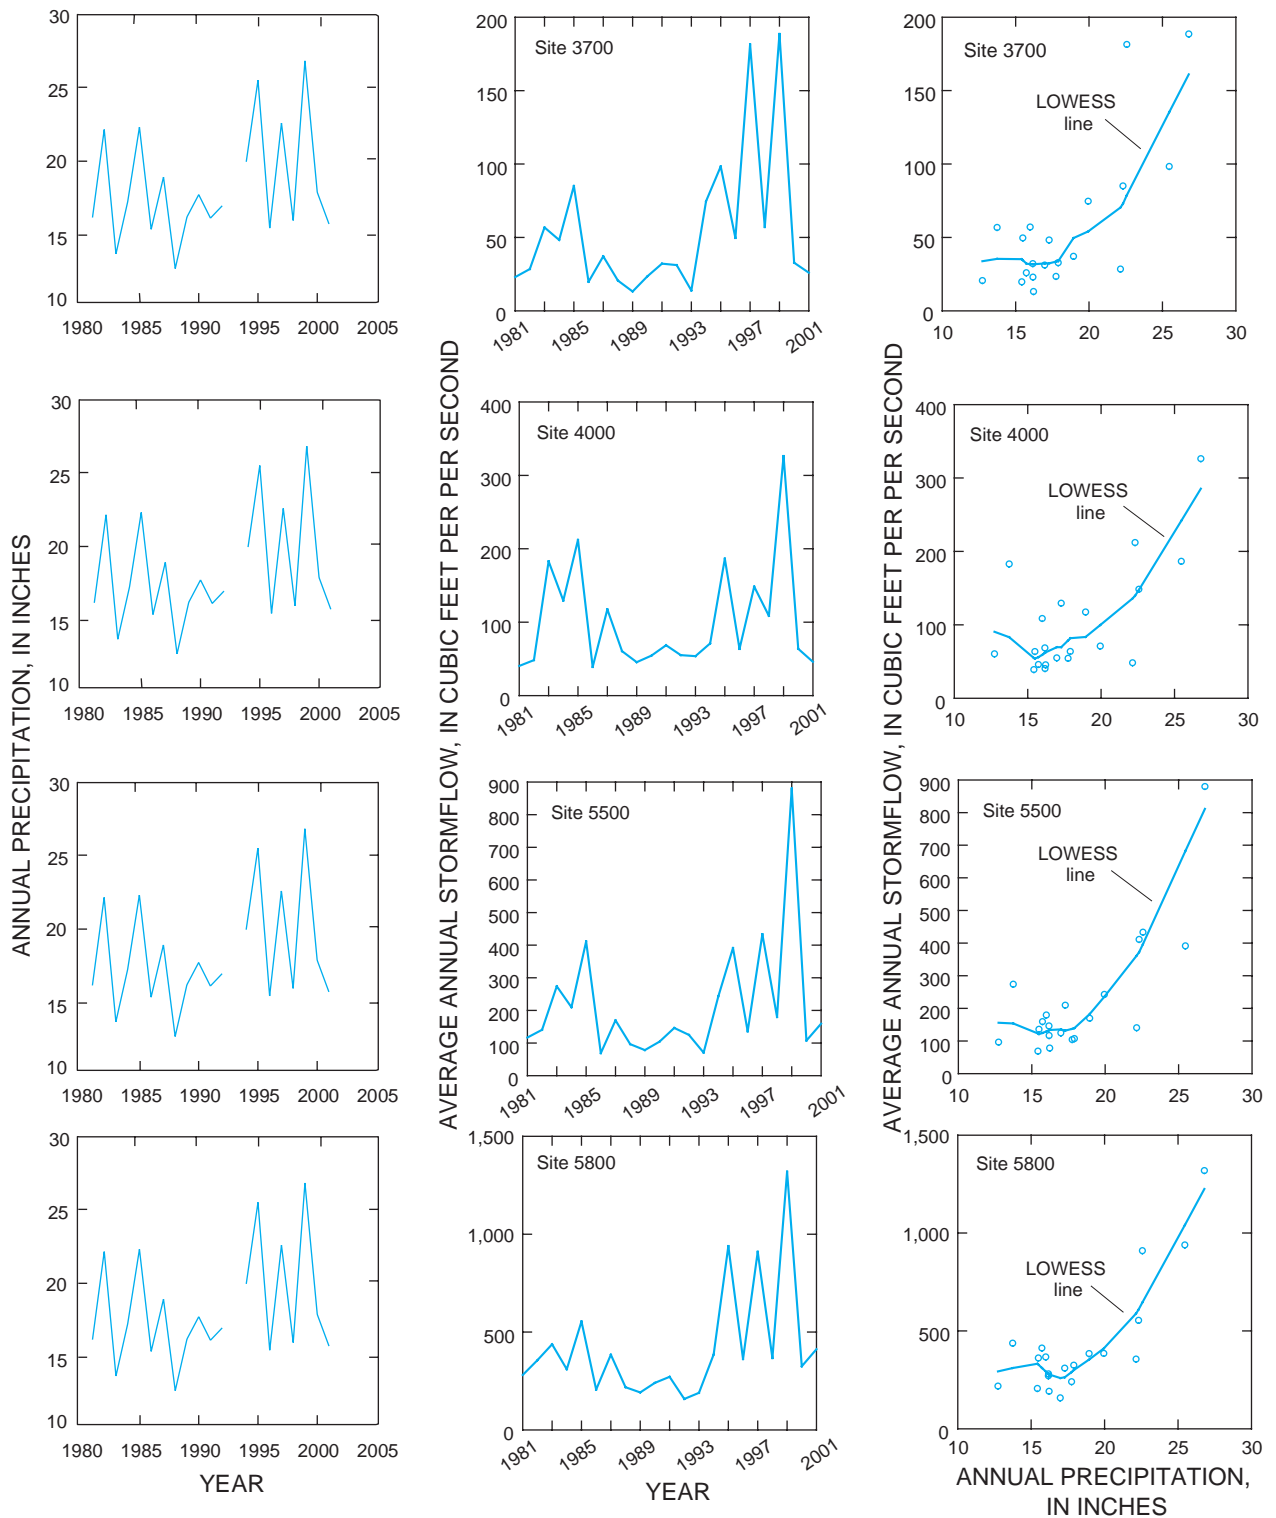 ANNUAL PRECIPITATION, IN INCHES
30
25
20
15
10
1980 1985 1990 1995 2000 2005
30
25
20
15
10
1980 1985 1990 1995 2000 2005
30
25
20
15
10
1980 1985 1990 1995 2000 2005
30
25
20
15
10
1980 1985 1990 1995 2000 2005
YEAR
AVERAGE ANNUAL STORMFLOW, IN CUBIC FEET PER PER SECOND
Site 3700
200
150
100
50
0
1981 1985 1989 1993 1997 2001
Site 4000
400
300
200
100
0
1981 1985 1989 1993 1997 2001
Site 5500
900
800
700
600
500
400
300
200
100
0
1981 1985 1989 1993 1997 2001
Site 5800
1,500
1,000
500
0
1981 1985 1989 1993 1997 2001
YEAR
AVERAGE ANNUAL STORMFLOW, IN CUBIC FEET PER PER SECOND
Site 3700
LOWESS
line
200
150
100
50
0
10 15 20 25 30
Site 4000
LOWESS
line
400
300
200
100
0
10 15 20 25 30
Site 5500
LOWESS
line
900
800
700
600
500
400
300
200
100
0
10 15 20 25 30
Site 5800
LOWESS
line
1,500
1,000
500
0
10 15 20 25 30
ANNUAL PRECIPITATION,
IN INCHES